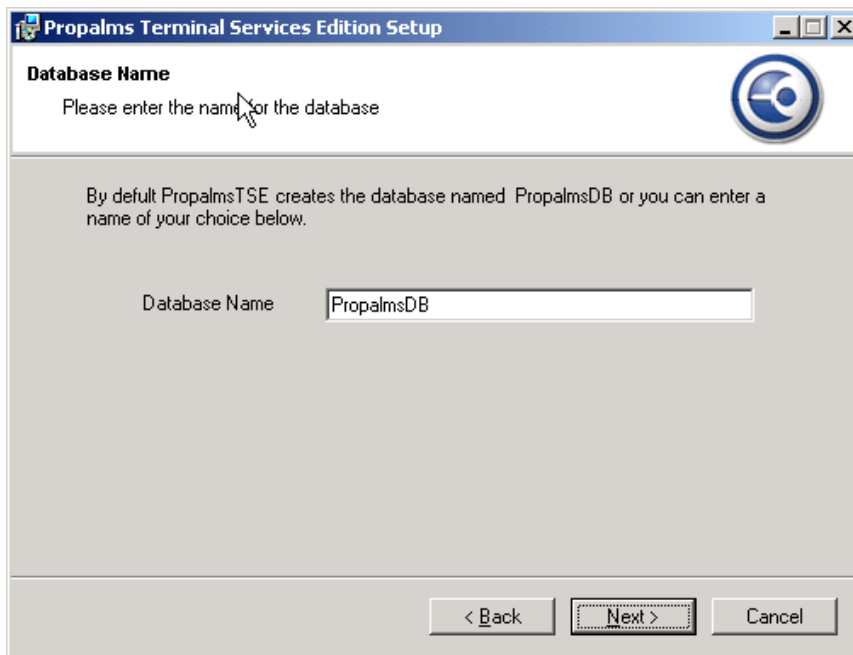 Propalms Terminal Services Edition Setup
Database Name
Please enter the name for the database
By defult PropalmsTSE creates the database named PropalmsDB or you can enter a
name of your choice below.
Database Name PropalmsDB
< Back Next > Cancel